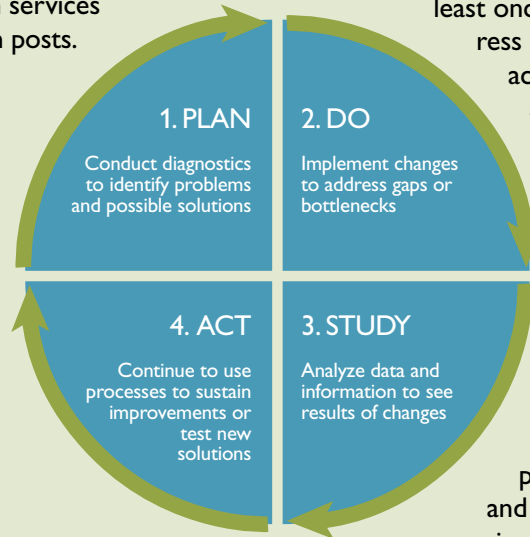 services
posts.
least
1. PLAN
Conduct diagnostics
to identify problems
and possible solutions
2. DO
Implement changes
to address gaps or
bottlenecks
4. ACT
Continue to use
processes to sustain
improvements or
test new
solutions
3. STUDY
Analyze data and
information to see
results of changes
and